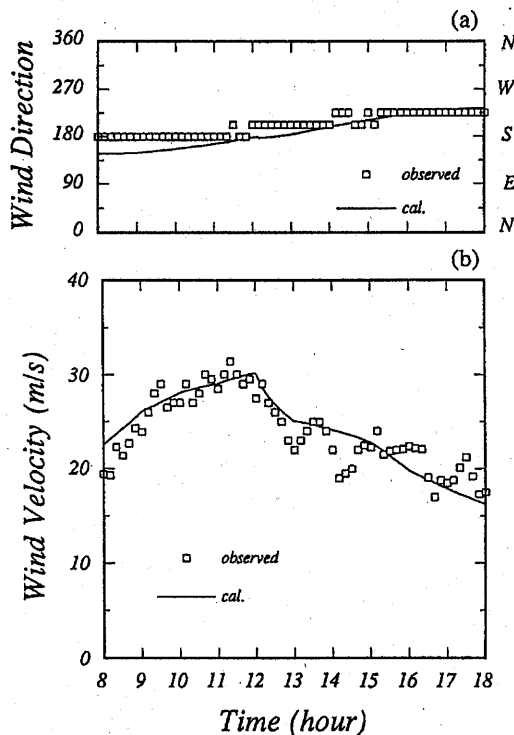 (a)
360
270
180
90
0
Wind Direction
N
W
S
E
N
observed
cal.
(b)
40
30
20
10
0
Wind Velocity (m/s)
observed
cal.
8 9 10 11 12 13 14 15 16 17 18
Time (hour)